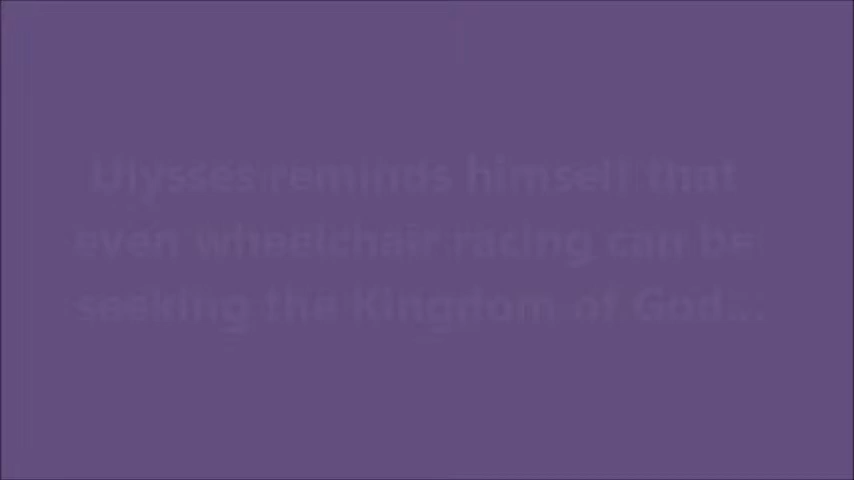 Ulysses reminds himself that
even wheelchair racing can be
seeking the Kingdom of God...